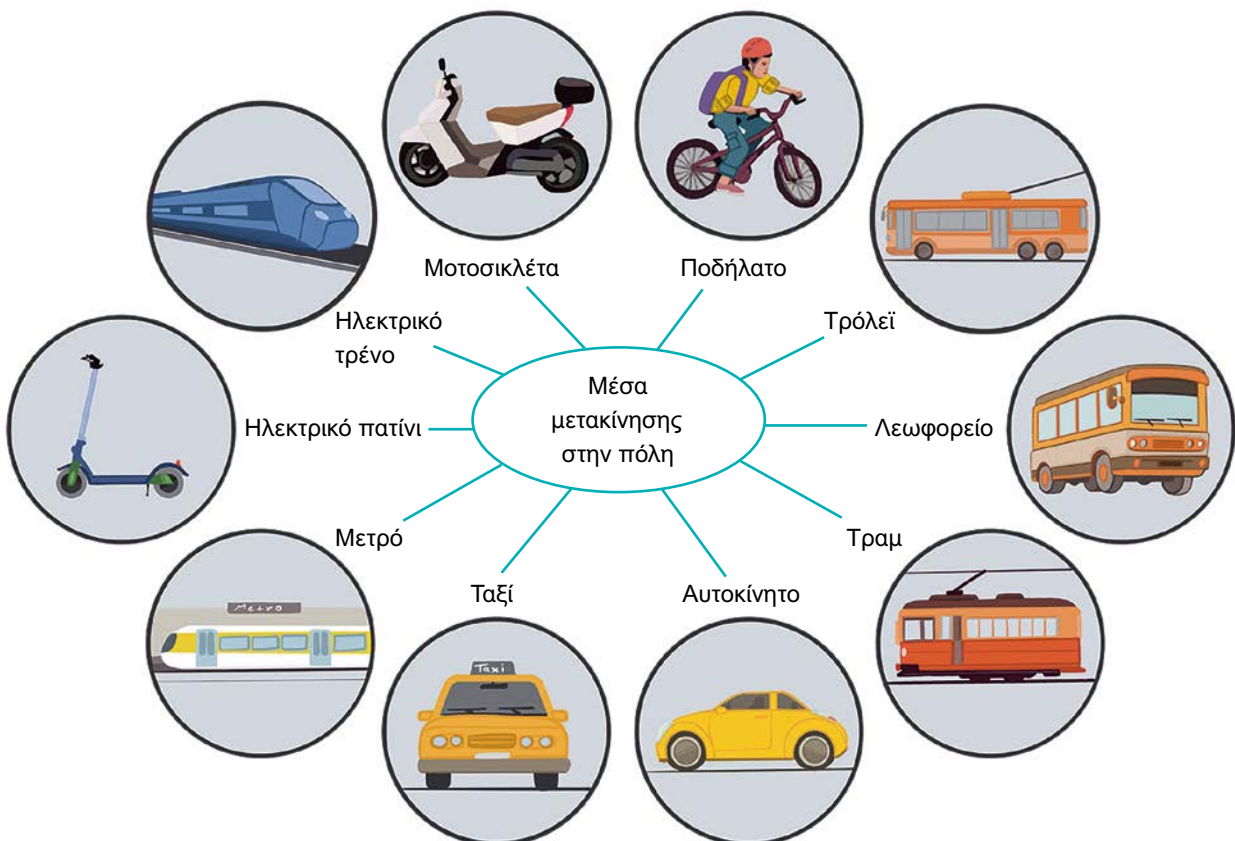 Μοτοσικλέτα
Ποδήλατο
Ηλεκτρικό
τρένο
Τρόλεϊ
Μέσα
μετακίνησης
στην πόλη
Ηλεκτρικό πατίνι
Λεωφορείο
Μετρό
Τραμ
Ταξί
Αυτοκίνητο
Metro
Taxi